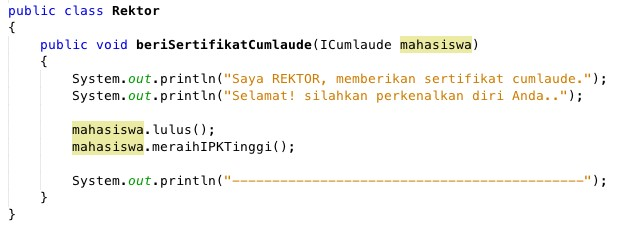 public class Rektor
{
    public void beriSertifikatCumlaude(ICumlaude mahasiswa)
    {
        System.out.println("Saya REKTOR, memberikan sertifikat cumlaude.");
        System.out.println("Selamat! silahkan perkenalkan diri Anda..");

        mahasiswa.lulus();
        mahasiswa.meraihIPKTinggi();

        System.out.println("--------------------------------------------");
    }
}